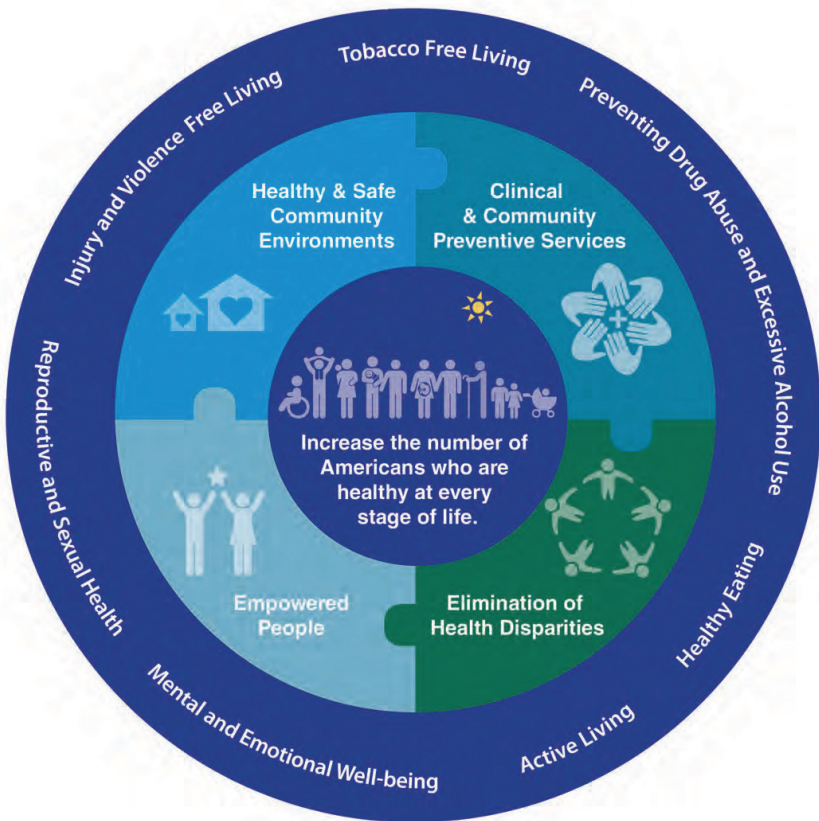 Tobacco Free Living
Preventing Drug Abuse and Excessive Alcohol Use
Healthy Eating
Active Living
Mental and Emotional Well-being
Reproductive and Sexual Health
Injury and Violence Free Living
Healthy & Safe
Community
Environments
Clinical
& Community
Preventive Services
Increase the number of
Americans who are
healthy at every
stage of life.
Empowered
People
Elimination of
Health Disparities